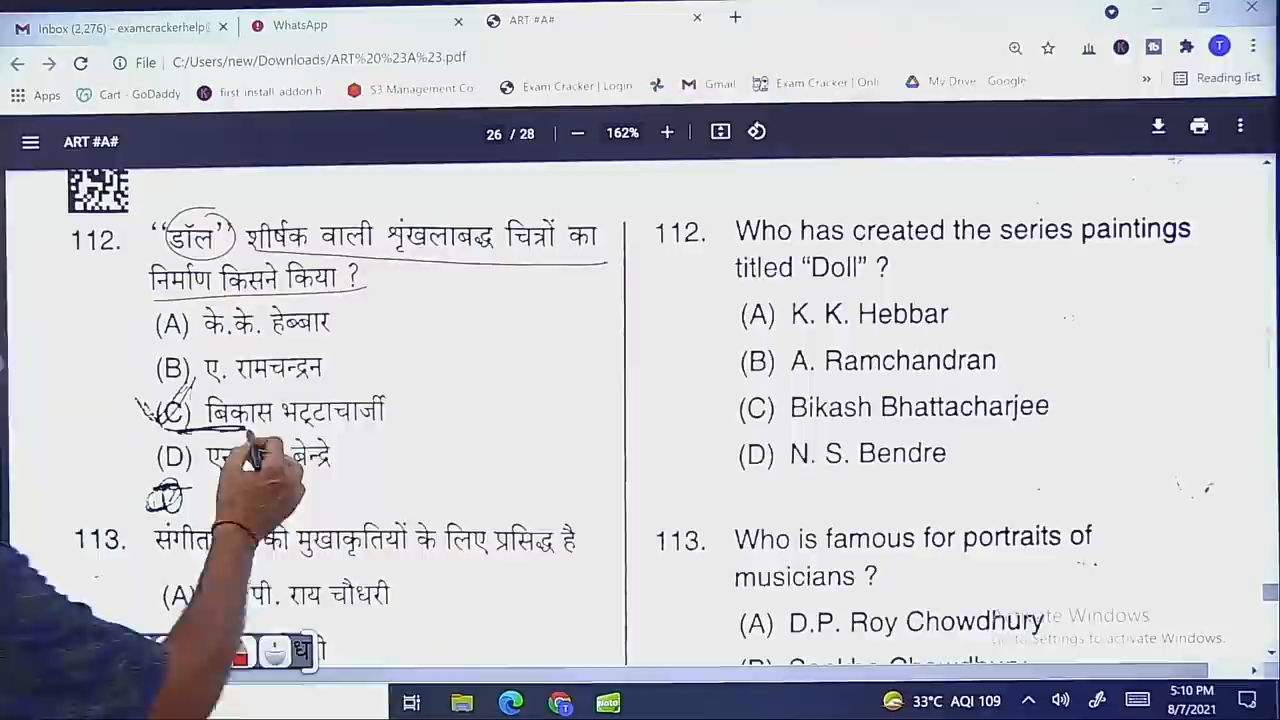 Inbox (2,276) – examcrackerhelp
WhatsApp
ART #A#
File
C:/Users/new/Downloads/ART%20%23A%23.pdf
Apps
Cart - GoDaddy
first install addon h
S3 Management Co
Exam Cracker | Login
Gmail
Exam Cracker | Onli
My Drive
Google
»
Reading list
ART #A#
26 / 28
162%
112. ‘‘डॉल’’ शीर्षक वाली शृंखलाबद्ध चित्रों का
निर्माण किसने किया ?
(A) के.के. हेब्बार
(B) ए. रामचन्द्रन
(C) बिकास भट्टाचार्जी
(D) बेन्द्रे
113. की मुखाकृतियों के लिए प्रसिद्ध है
(A) पी. राय चौधरी
112. Who has created the series paintings
titled “Doll” ?
(A) K. K. Hebbar
(B) A. Ramchandran
(C) Bikash Bhattacharjee
(D) N. S. Bendre
113. Who is famous for portraits of
musicians ?
(A) D.P. Roy Chowdhury
Activate Windows
Go to Settings to activate Windows.
33°C AQI 109
5:10 PM
8/7/2021